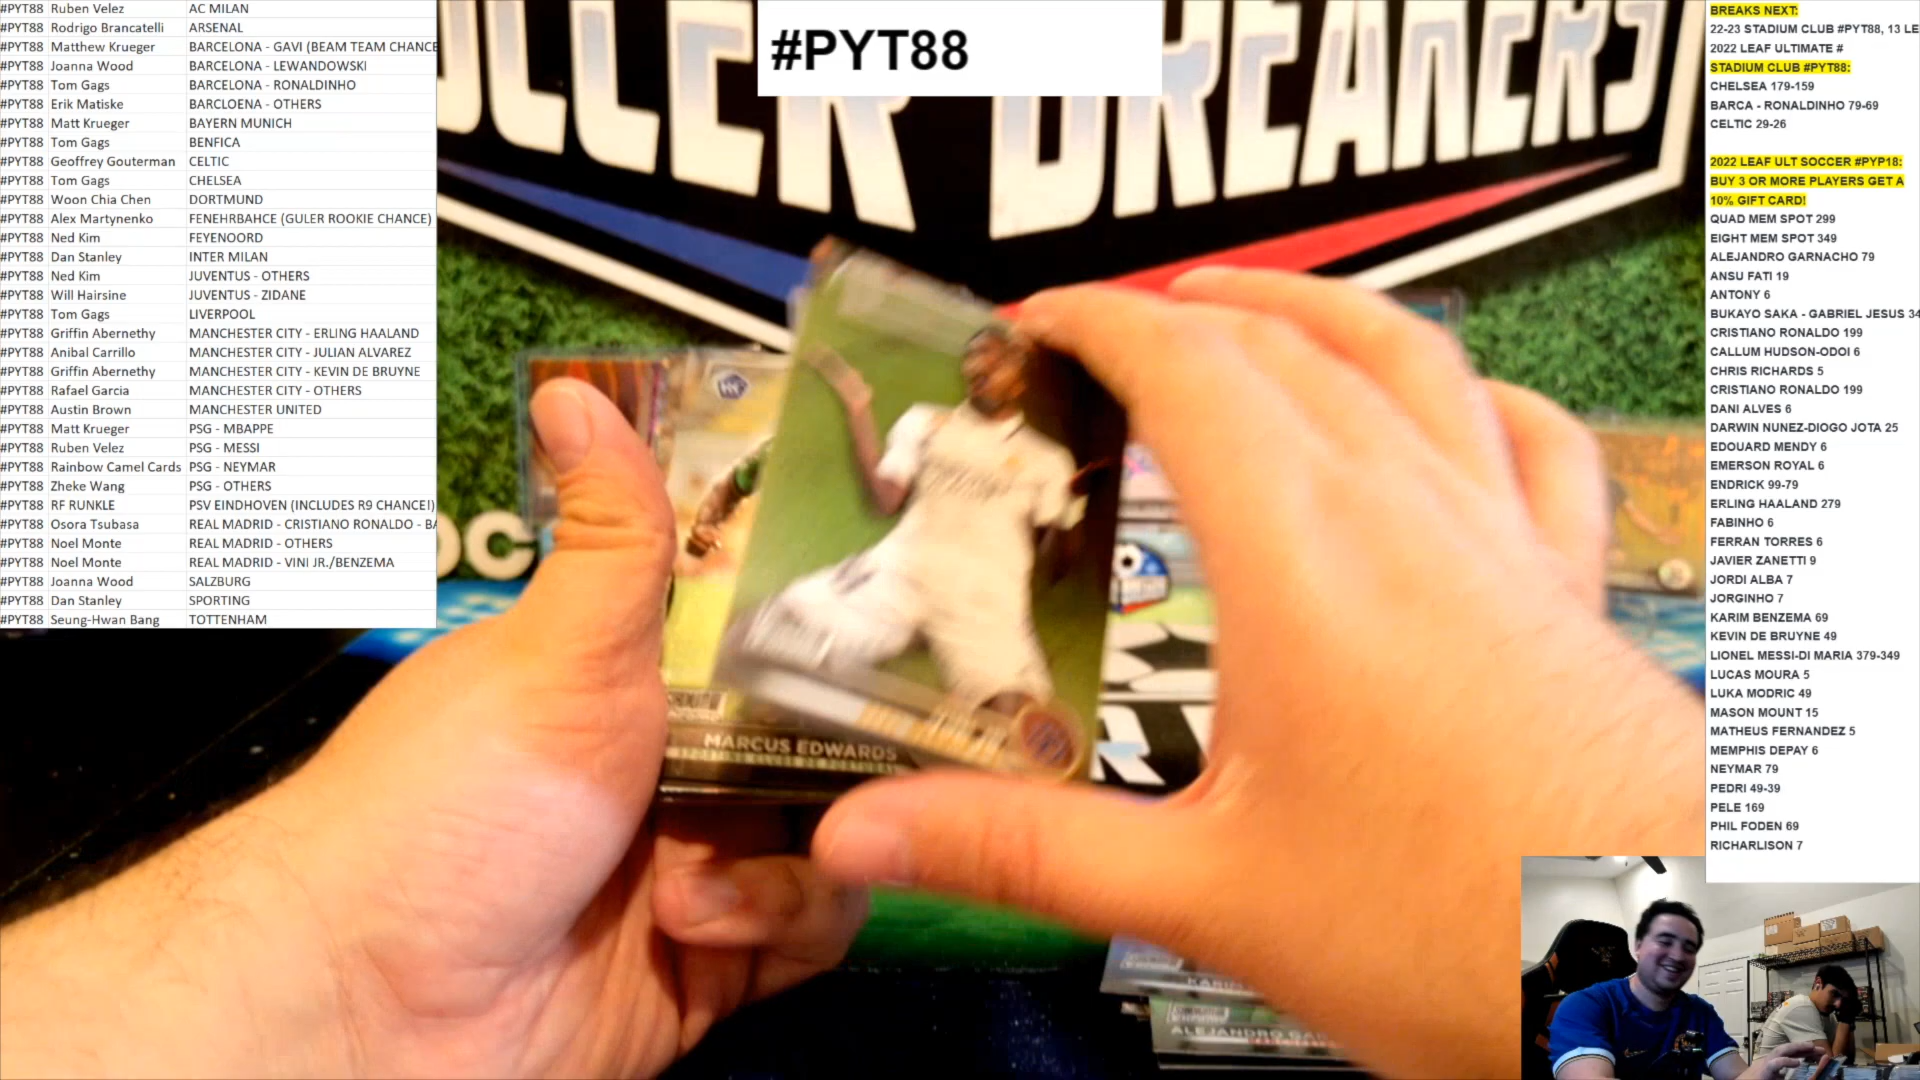 #PYT88 Ruben Velez AC MILAN
#PYT88 Rodrigo Brancatelli ARSENAL
#PYT88 Matthew Krueger BARCELONA - GAVI (BEAM TEAM CHANCE
#PYT88 Joanna Wood BARCELONA - LEWANDOWSKI
#PYT88 Tom Gags BARCELONA - RONALDINHO
#PYT88 Erik Matiske BARCLOENA - OTHERS
#PYT88 Matt Krueger BAYERN MUNICH
#PYT88 Tom Gags BENFICA
#PYT88 Geoffrey Gouterman CELTIC
#PYT88 Tom Gags CHELSEA
#PYT88 Woon Chia Chen DORTMUND
#PYT88 Alex Martynenko FENEHRBAHCE (GULER ROOKIE CHANCE)
#PYT88 Ned Kim FEYENOORD
#PYT88 Dan Stanley INTER MILAN
#PYT88 Ned Kim JUVENTUS - OTHERS
#PYT88 Will Hairsine JUVENTUS - ZIDANE
#PYT88 Tom Gags LIVERPOOL
#PYT88 Griffin Abernethy MANCHESTER CITY - ERLING HAALAND
#PYT88 Anibal Carrillo MANCHESTER CITY - JULIAN ALVAREZ
#PYT88 Griffin Abernethy MANCHESTER CITY - KEVIN DE BRUYNE
#PYT88 Rafael Garcia MANCHESTER CITY - OTHERS
#PYT88 Austin Brown MANCHESTER UNITED
#PYT88 Matt Krueger PSG - MBAPPE
#PYT88 Ruben Velez PSG - MESSI
#PYT88 Rainbow Camel Cards PSG - NEYMAR
#PYT88 Zheke Wang PSG - OTHERS
#PYT88 RF RUNKLE PSV EINDHOVEN (INCLUDES R9 CHANCE!)
#PYT88 Osora Tsubasa REAL MADRID - CRISTIANO RONALDO - BA
#PYT88 Noel Monte REAL MADRID - OTHERS
#PYT88 Noel Monte REAL MADRID - VINI JR./BENZEMA
#PYT88 Joanna Wood SALZBURG
#PYT88 Dan Stanley SPORTING
#PYT88 Seung-Hwan Bang TOTTENHAM
#PYT88
MARCUS EDWARDS
SPORTING CLUBE DE PORTUGAL
ALEJANDRO GAR
BREAKS NEXT:
22-23 STADIUM CLUB #PYT88, 13 LE
2022 LEAF ULTIMATE #
STADIUM CLUB #PYT88:
CHELSEA 179-159
BARCA - RONALDINHO 79-69
CELTIC 29-26
2022 LEAF ULT SOCCER #PYP18:
BUY 3 OR MORE PLAYERS GET A
10% GIFT CARD!
QUAD MEM SPOT 299
EIGHT MEM SPOT 349
ALEJANDRO GARNACHO 79
ANSU FATI 19
ANTONY 6
BUKAYO SAKA - GABRIEL JESUS 34
CRISTIANO RONALDO 199
CALLUM HUDSON-ODOI 6
CHRIS RICHARDS 5
CRISTIANO RONALDO 199
DANI ALVES 6
DARWIN NUNEZ-DIOGO JOTA 25
EDOUARD MENDY 6
EMERSON ROYAL 6
ENDRICK 99-79
ERLING HAALAND 279
FABINHO 6
FERRAN TORRES 6
JAVIER ZANETTI 9
JORDI ALBA 7
JORGINHO 7
KARIM BENZEMA 69
KEVIN DE BRUYNE 49
LIONEL MESSI-DI MARIA 379-349
LUCAS MOURA 5
LUKA MODRIC 49
MASON MOUNT 15
MATHEUS FERNANDEZ 5
MEMPHIS DEPAY 6
NEYMAR 79
PEDRI 49-39
PELE 169
PHIL FODEN 69
RICHARLISON 7